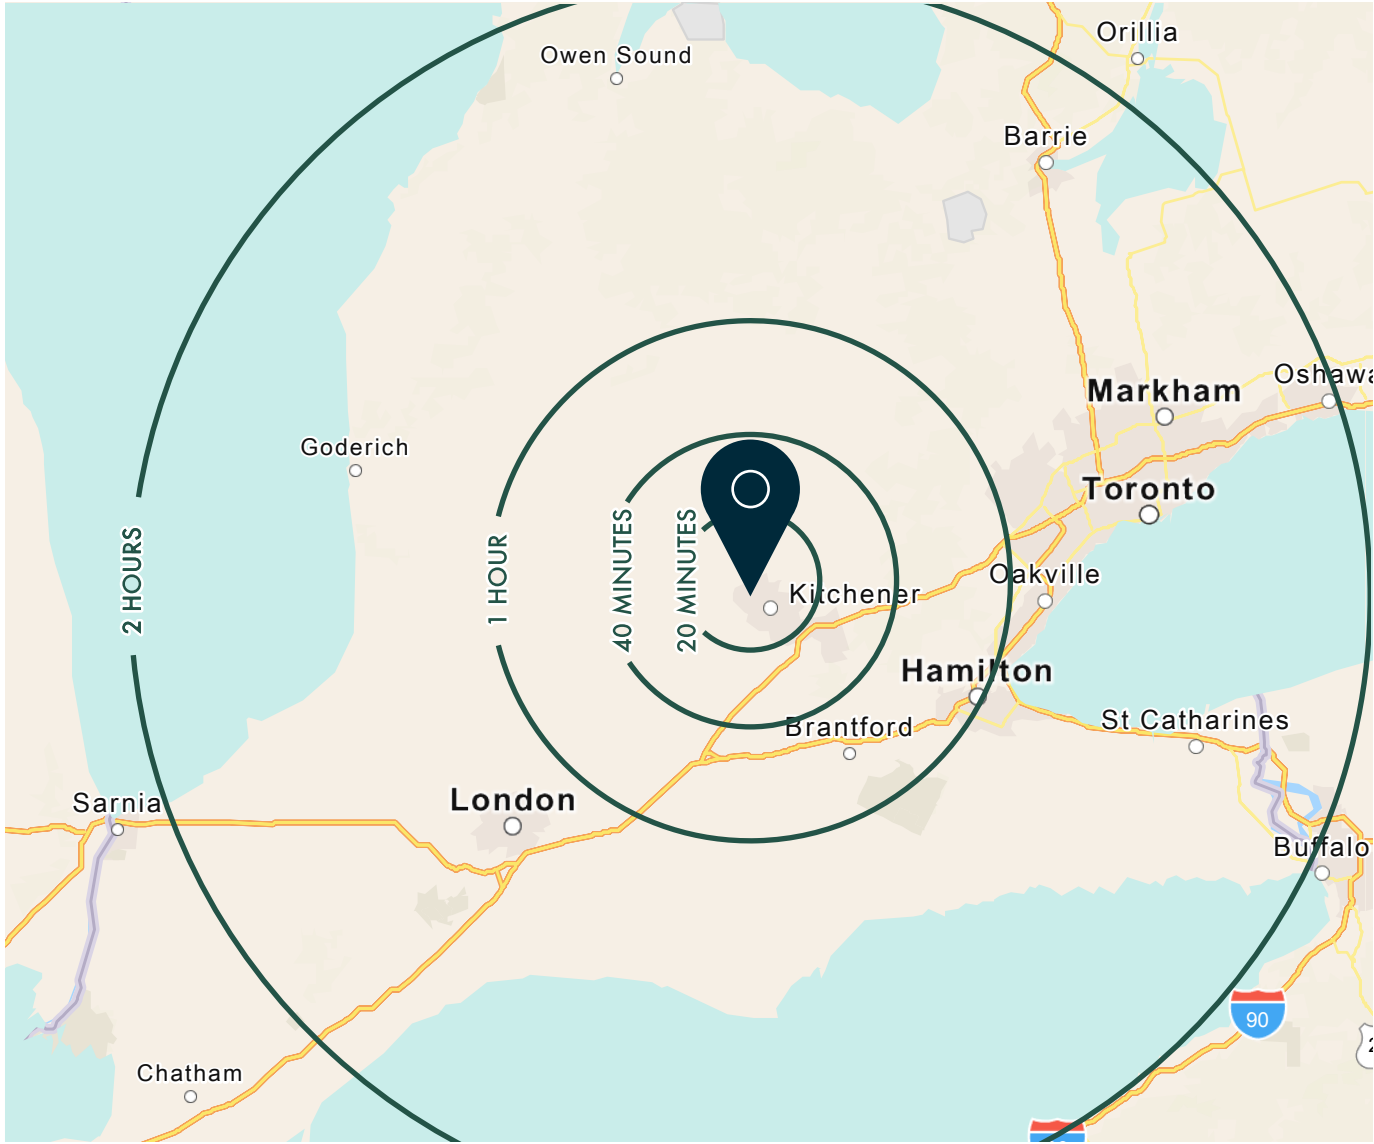 Orillia
Owen Sound
Barrie
Oshawa
Markham
Goderich
Toronto
2 HOURS
1 HOUR
40 MINUTES
20 MINUTES
Kitchener
Oakville
Hamilton
Brantford
St Catharines
Sarnia
London
Buffalo
90
2
Chatham